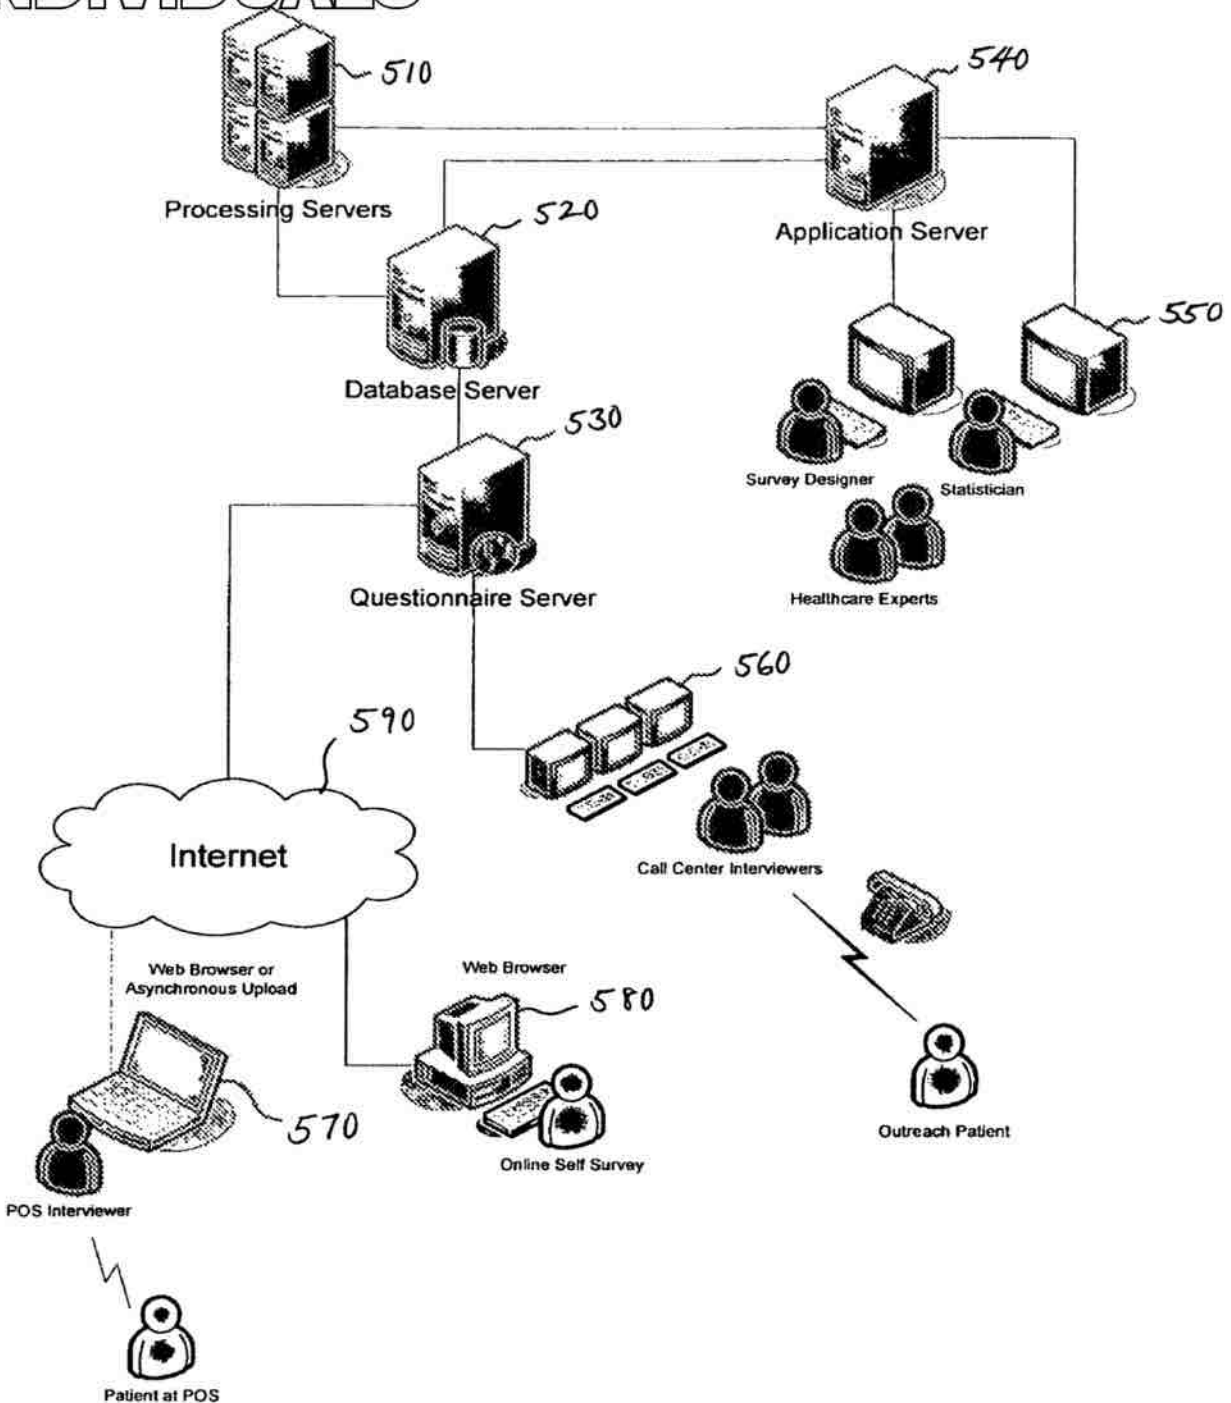 510
540
Processing Servers
520
Application Server
550
Database Server
530
Survey Designer
Statistician
Questionnaire Server
Healthcare Experts
560
590
Internet
Call Center Interviewers
Web Browser or
Asynchronous Upload
Web Browser
580
570
Outreach Patient
Online Self Survey
POS Interviewer
Patient at POS